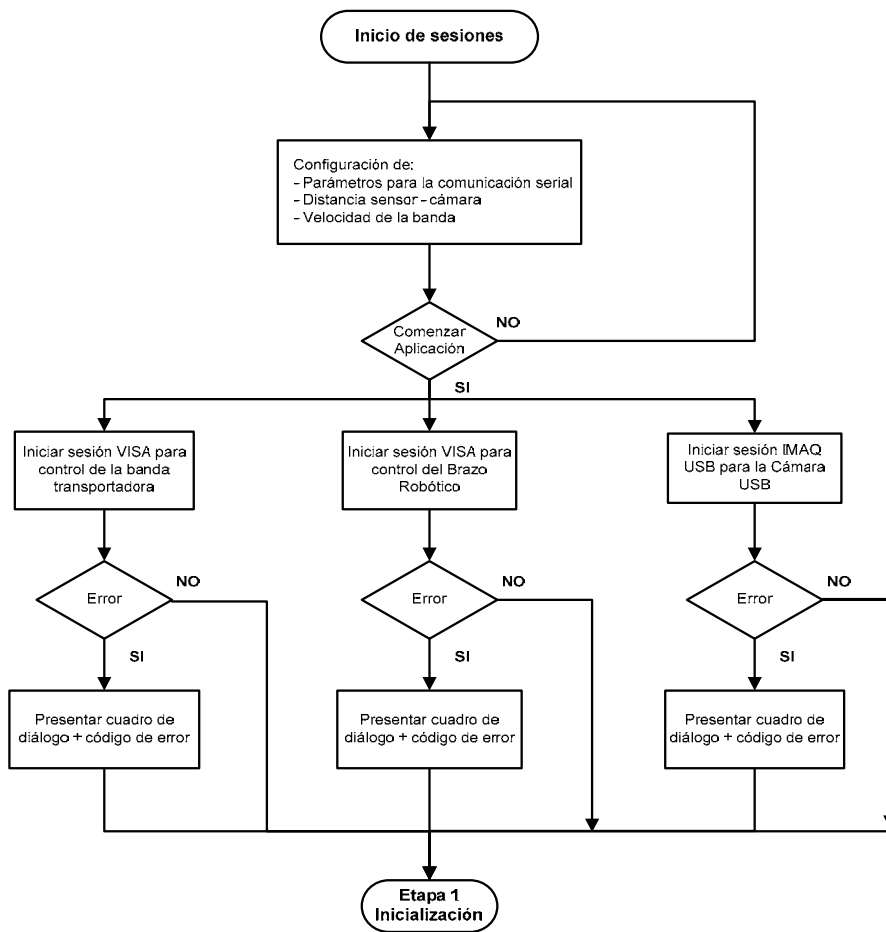 Inicio de sesiones
Configuración de:
- Parámetros para la comunicación serial
- Distancia sensor - cámara
- Velocidad de la banda
Comenzar
Aplicación
NO
SI
Iniciar sesión VISA para
control de la banda
transportadora
Iniciar sesión VISA para
control del Brazo
Robótico
Iniciar sesión IMAQ
USB para la Cámara
USB
Error
NO
Error
NO
Error
NO
SI
SI
SI
Presentar cuadro de
diálogo + código de error
Presentar cuadro de
diálogo + código de error
Presentar cuadro de
diálogo + código de error
Etapa 1
Inicialización